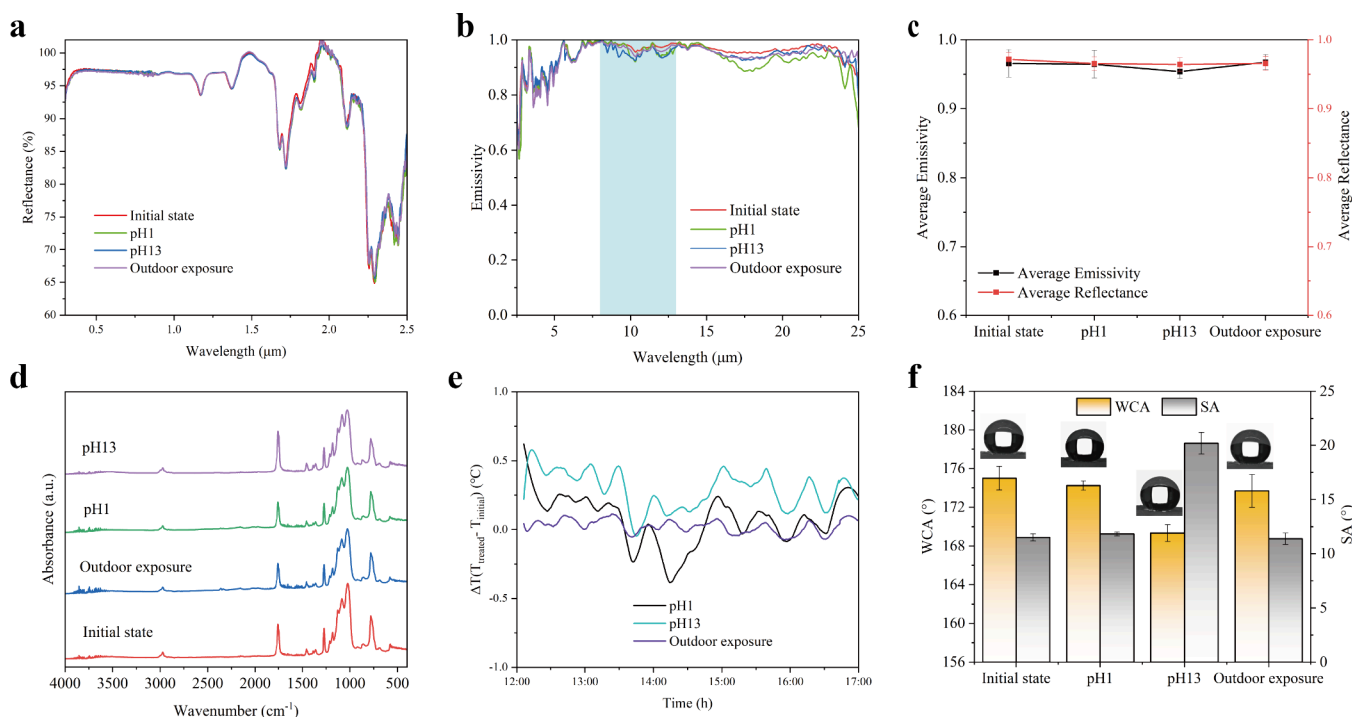 a
100
95
90
85
80
75
70
65
60
Reflectance (%)
Initial state
pH1
pH13
Outdoor exposure
0.5
1.0
1.5
2.0
2.5
Wavelength (μm)
b
1.0
0.8
0.6
0.4
0.2
0.0
Emissivity
Initial state
pH1
pH13
Outdoor exposure
5
10
15
20
25
Wavelength (μm)
c
1.0
0.9
0.8
0.7
0.6
Average Emissivity
Average Emissivity
Average Reflectance
1.0
0.9
0.8
0.7
0.6
Average Reflectance
Initial state
pH1
pH13
Outdoor exposure
d
Absorbance (a.u.)
pH13
pH1
Outdoor exposure
Initial state
4000
3500
3000
2500
2000
1500
1000
500
Wavenumber (cm⁻¹)
e
1.0
0.5
0.0
-0.5
-1.0
ΔT(Ttreated- Tinitial) (°C)
pH1
pH13
Outdoor exposure
12:00
13:00
14:00
15:00
16:00
17:00
Time (h)
f
184
180
176
172
168
164
160
156
WCA (°)
WCA
SA
25
20
15
10
5
0
SA (°)
Initial state
pH1
pH13
Outdoor exposure